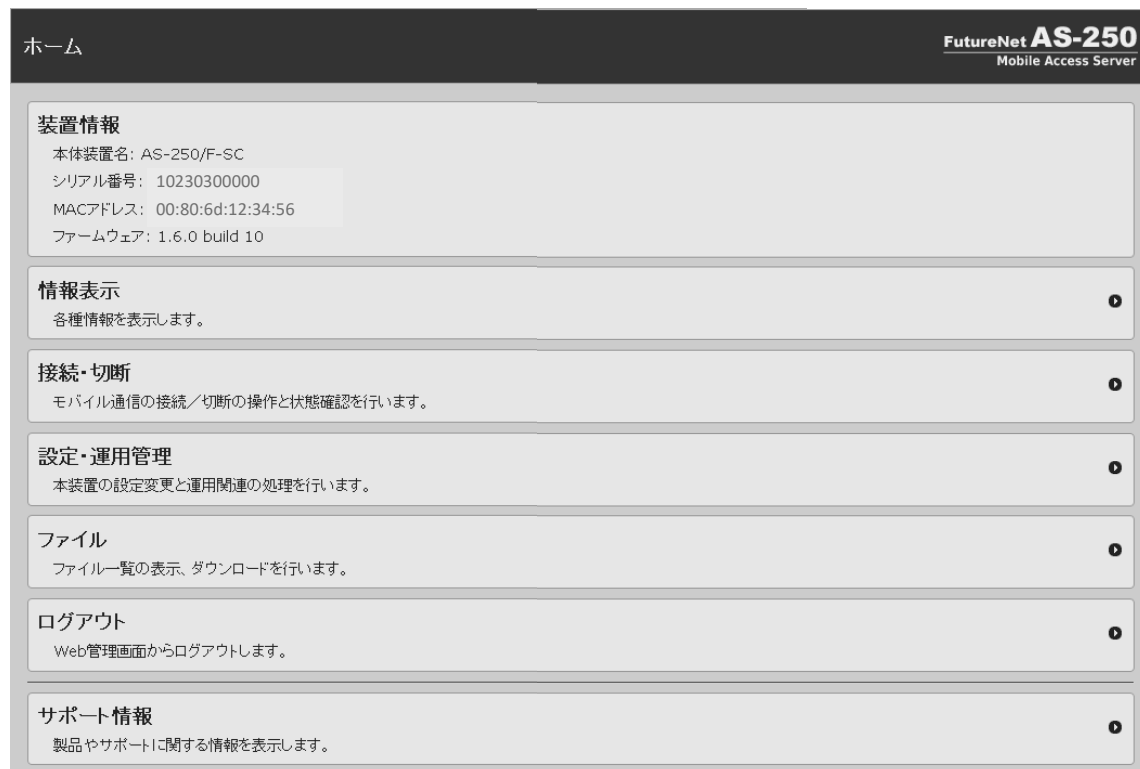 ホーム
FutureNet AS-250
Mobile Access Server
装置情報
本体装置名: AS-250/F-SC
シリアル番号: 10230300000
MACアドレス: 00:80:6d:12:34:56
ファームウェア: 1.6.0 build 10
情報表示
各種情報を表示します。
接続・切断
モバイル通信の接続／切断の操作と状態確認を行います。
設定・運用管理
本装置の設定変更と運用関連の処理を行います。
ファイル
ファイル一覧の表示、ダウンロードを行います。
ログアウト
Web管理画面からログアウトします。
サポート情報
製品やサポートに関する情報を表示します。